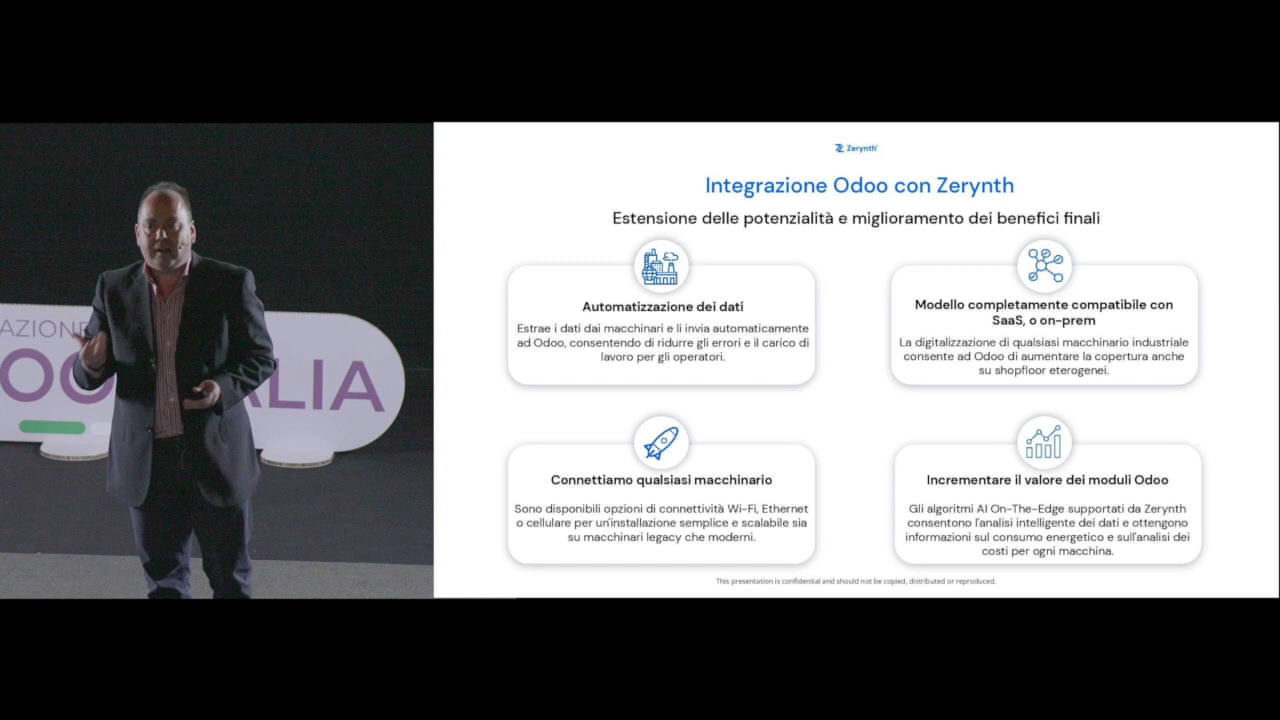 AZIONE
ALIA
Zerynth
Integrazione Odoo con Zerynth
Estensione delle potenzialità e miglioramento dei benefici finali
Automatizzazione dei dati
Estrae i dati dai macchinari e li invia automaticamente
ad Odoo, consentendo di ridurre gli errori e il carico di
lavoro per gli operatori.
Modello completamente compatibile con
SaaS, o on-prem
La digitalizzazione di qualsiasi macchinario industriale
consente ad Odoo di aumentare la copertura anche
su shopfloor eterogenei.
Connettiamo qualsiasi macchinario
Sono disponibili opzioni di connettività Wi-Fi, Ethernet
o cellulare per un'installazione semplice e scalabile sia
su macchinari legacy che moderni.
Incrementare il valore dei moduli Odoo
Gli algoritmi AI On-The-Edge supportati da Zerynth
consentono l'analisi intelligente dei dati e ottengono
informazioni sul consumo energetico e sull'analisi dei
costi per ogni macchina.
This presentation is confidential and should not be copied, distributed or reproduced.